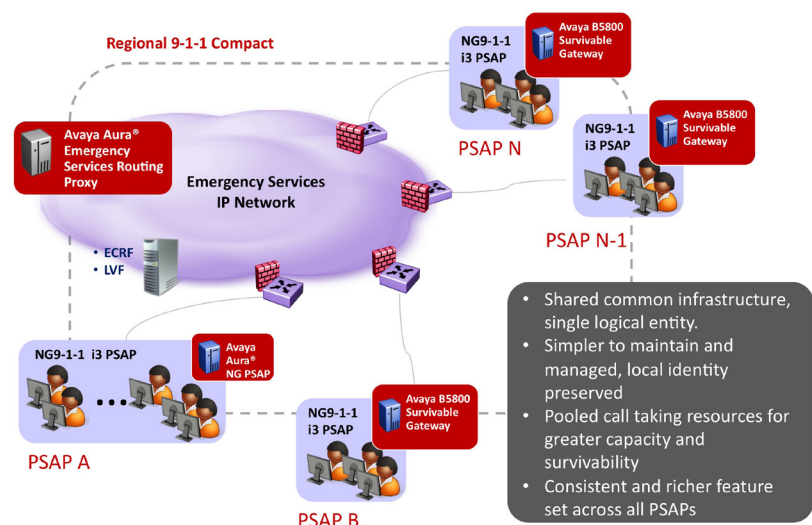 Regional 9-1-1 Compact
NG9-1-1
i3 PSAP
Avaya B5800
Survivable
Gateway
PSAP N
NG9-1-1
i3 PSAP
Avaya B5800
Survivable
Gateway
PSAP N-1
Avaya Aura®
Emergency
Services Routing
Proxy
Emergency Services
IP Network
• ECRF
• LVF
NG9-1-1 i3 PSAP
Avaya
Aura®
NG PSAP
...
PSAP A
NG9-1-1
i3 PSAP
Avaya B5800
Survivable
Gateway
PSAP B
• Shared common infrastructure,
single logical entity.
• Simpler to maintain and
managed, local identity
preserved
• Pooled call taking resources for
greater capacity and
survivability
• Consistent and richer feature
set across all PSAPs